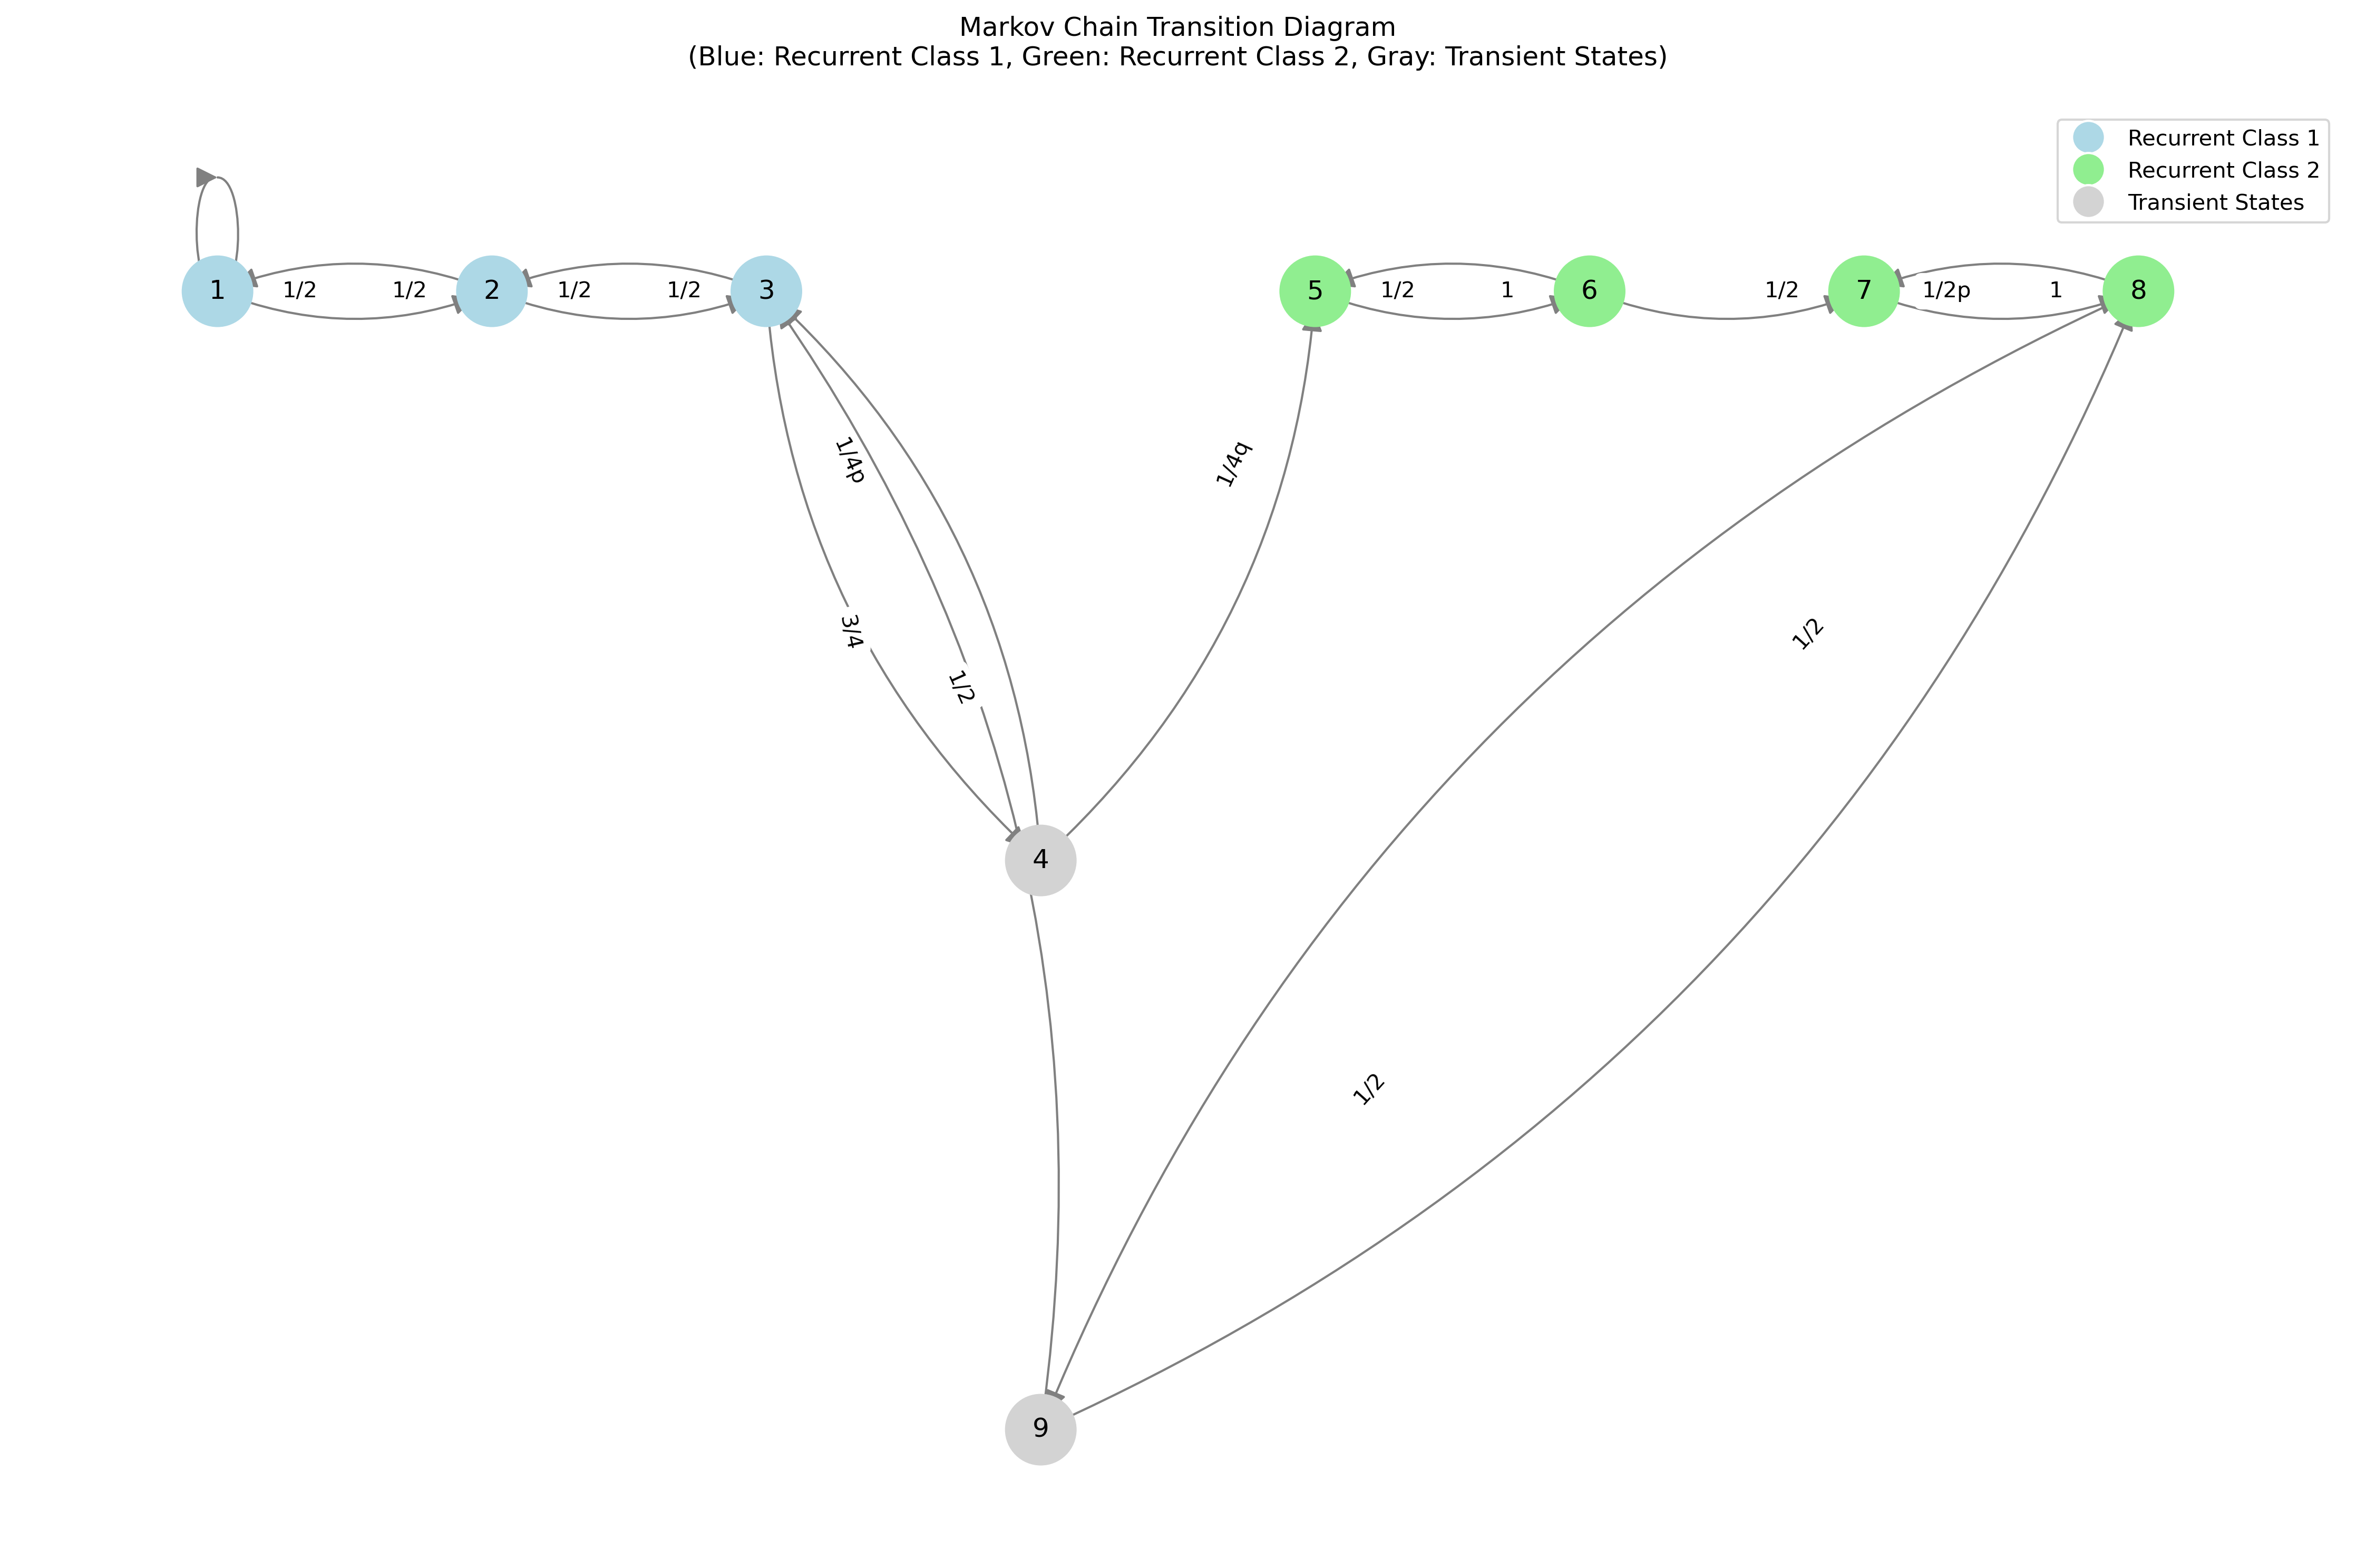 Markov Chain Transition Diagram
(Blue: Recurrent Class 1, Green: Recurrent Class 2, Gray: Transient States)
Recurrent Class 1
Recurrent Class 2
Transient States
1
1/2
1/2
2
1/2
1/2
3
5
1/2
1
6
1/2
7
1/2p
1
8
1/4p
1/4q
3/4
1/2
1/2
4
1/2
9